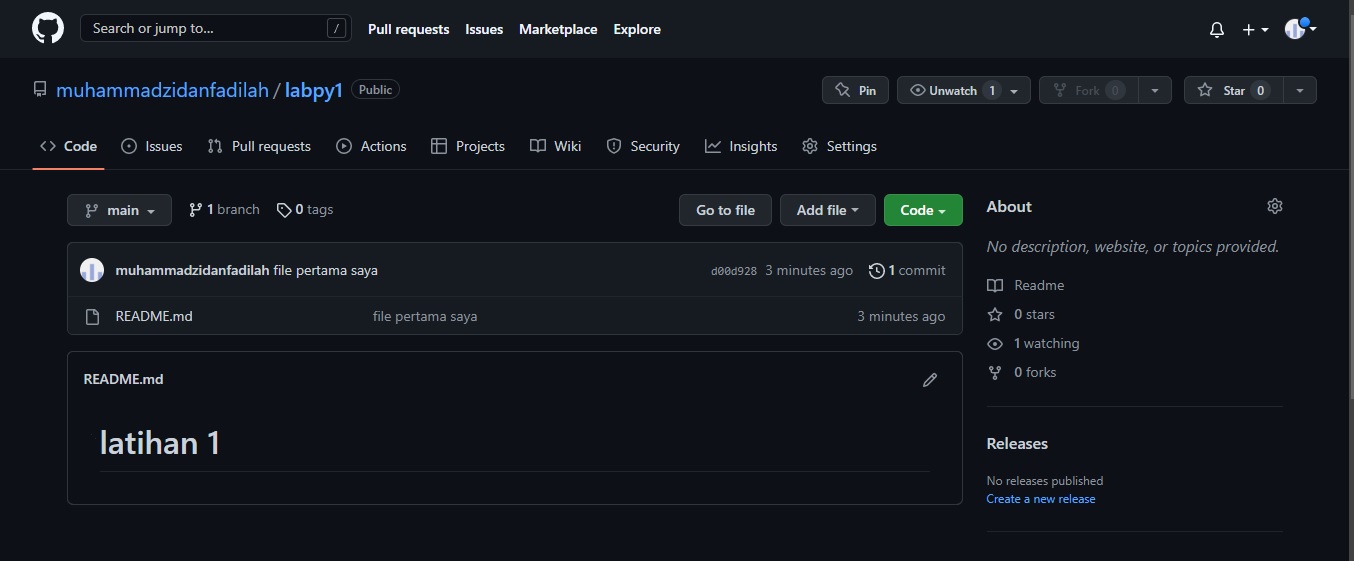 Search or jump to... / Pull requests Issues Marketplace Explore
muhammadzidanfadilah / labpy1 Public Pin Unwatch 1 Fork 0 Star 0
Code Issues Pull requests Actions Projects Wiki Security Insights Settings
main 1 branch 0 tags Go to file Add file Code
muhammadzidanfadilah file pertama saya d00d928 3 minutes ago 1 commit
README.md file pertama saya 3 minutes ago
README.md
latihan 1
About
No description, website, or topics provided.
Readme
0 stars
1 watching
0 forks
Releases
No releases published
Create a new release